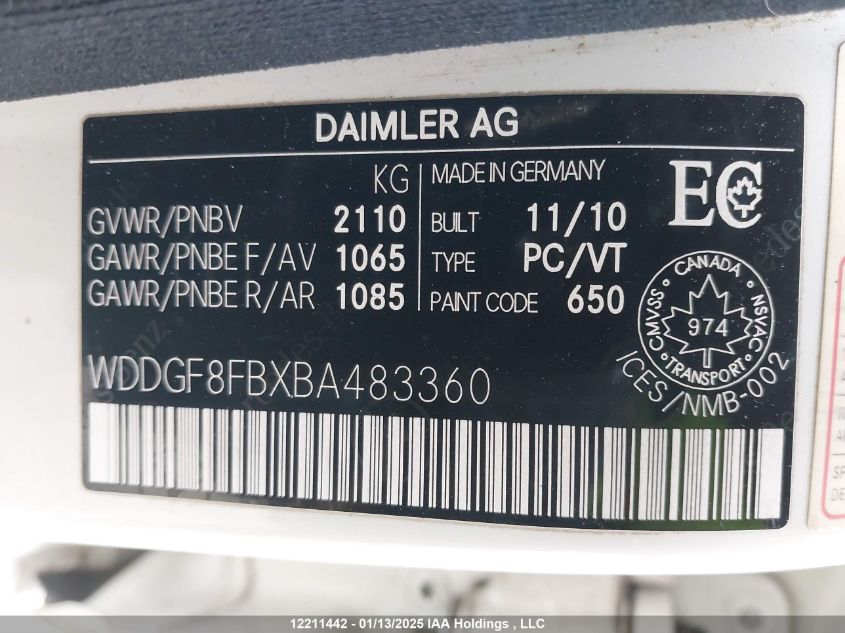 DAIMLER AG
KG
GVWR/PNBV 2110
GAWR/PNBE F/AV 1065
GAWR/PNBE R/AR 1085
MADE IN GERMANY
BUILT 11/10
TYPE PC/VT
PAINT CODE 650
EC
CANADA
CMVSS 974 NSVAC
TRANSPORT
ICES/NMB-002
WDDGF8FBXBA483360
12211442 - 01/13/2025 IAA Holdings , LLC